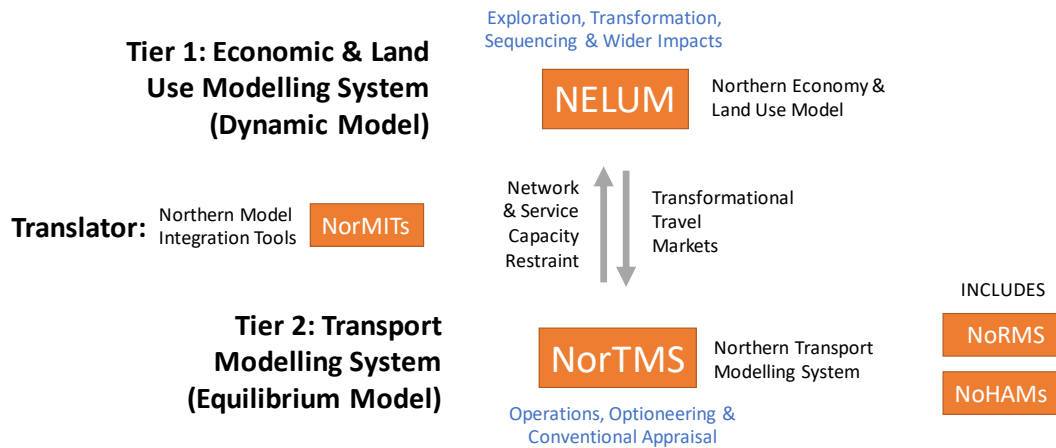 Exploration, Transformation,
Sequencing & Wider Impacts
Tier 1: Economic & Land
Use Modelling System
(Dynamic Model)
NELUM
Northern Economy &
Land Use Model
Network
& Service
Capacity
Restraint
Transformational
Travel
Markets
Translator:
Northern Model
Integration Tools
NorMITs
Tier 2: Transport
Modelling System
(Equilibrium Model)
NorTMS
Northern Transport
Modelling System
Operations, Optioneering &
Conventional Appraisal
INCLUDES
NoRMS
NoHAMs